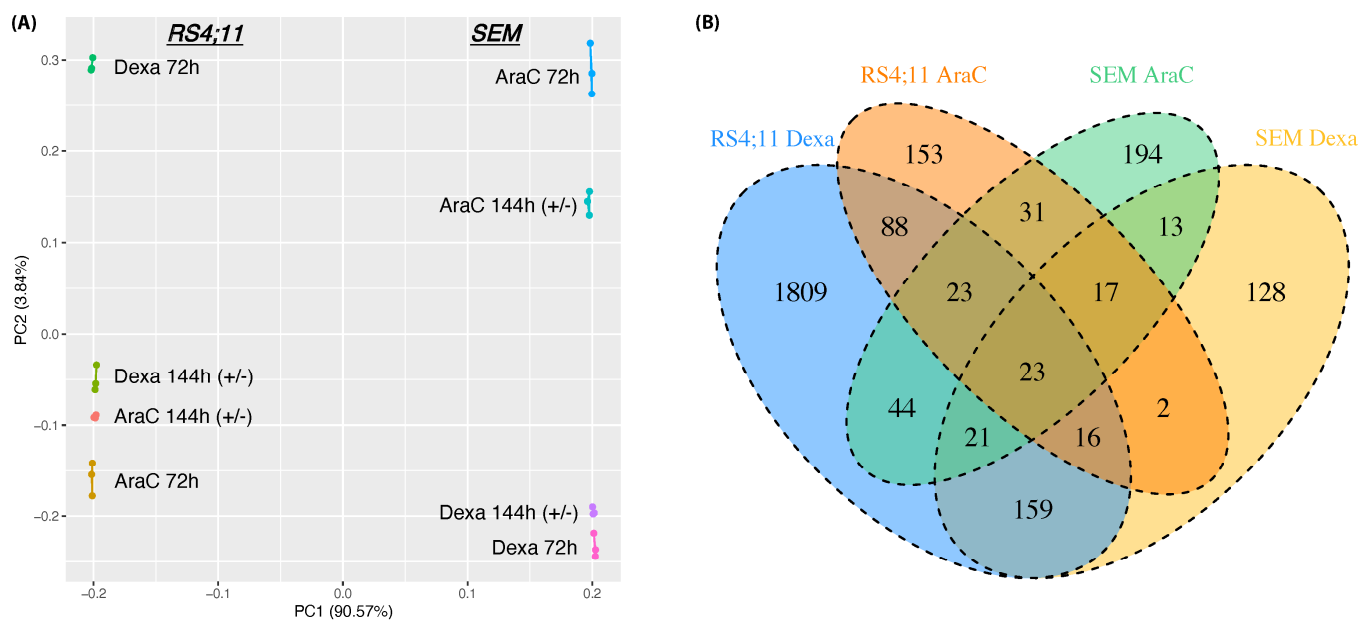 (A)
RS4;11
SEM
Dexa 72h
AraC 72h
AraC 144h (+/-)
Dexa 144h (+/-)
AraC 144h (+/-)
AraC 72h
Dexa 144h (+/-)
Dexa 72h
0.3
0.2
0.1
0.0
−0.1
−0.2
PC2 (3.84%)
−0.2
−0.1
0.0
0.1
0.2
PC1 (90.57%)
(B)
RS4;11 AraC
SEM AraC
RS4;11 Dexa
SEM Dexa
153
194
31
88
13
1809
23
17
128
23
44
2
21
16
159